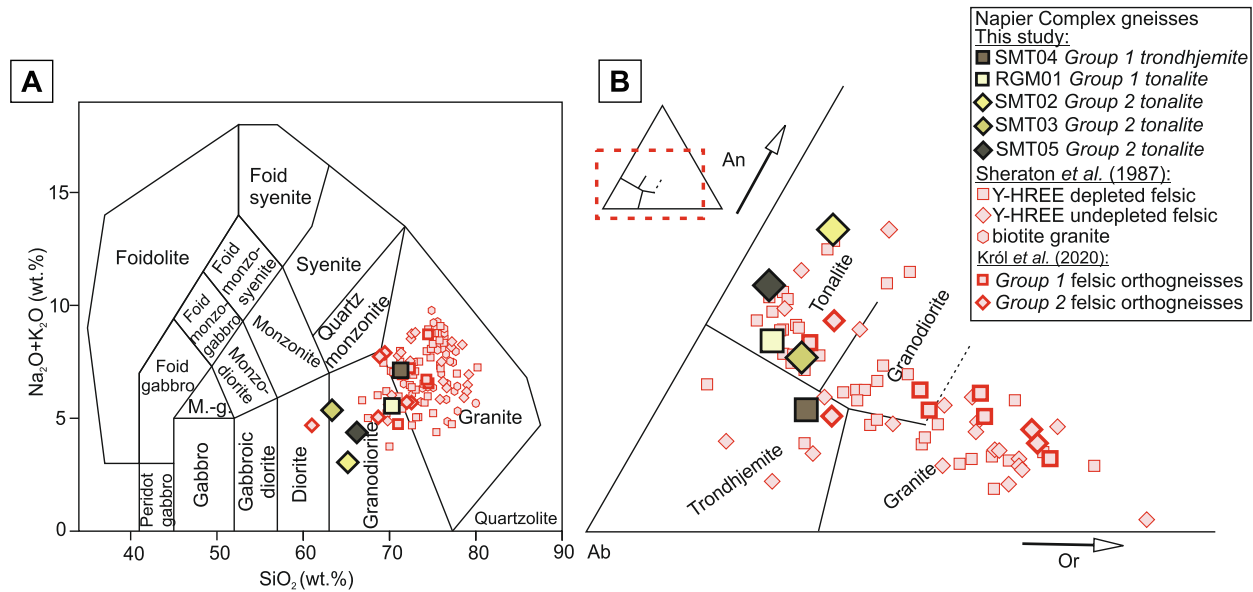 A
Na₂O+K₂O (wt.%)
15
10
5
0
40
50
60
70
80
90
SiO₂ (wt.%)
Foidolite
Foid
syenite
Foid
monzo-
syenite
Foid
monzo-
gabbro
Foid
gabbro
Syenite
Quartz
monzonite
Monzonite
Monzo-
diorite
M.-g.
Peridot
gabbro
Gabbro
Gabbroic
diorite
Diorite
Granodiorite
Granite
Quartzolite
B
An
Tonalite
Granodiorite
Trondhjemite
Granite
Ab
Or
Napier Complex gneisses
This study:
SMT04 Group 1 trondhjemite
RGM01 Group 1 tonalite
SMT02 Group 2 tonalite
SMT03 Group 2 tonalite
SMT05 Group 2 tonalite
Sheraton et al. (1987):
Y-HREE depleted felsic
Y-HREE undepleted felsic
biotite granite
Król et al. (2020):
Group 1 felsic orthogneisses
Group 2 felsic orthogneisses